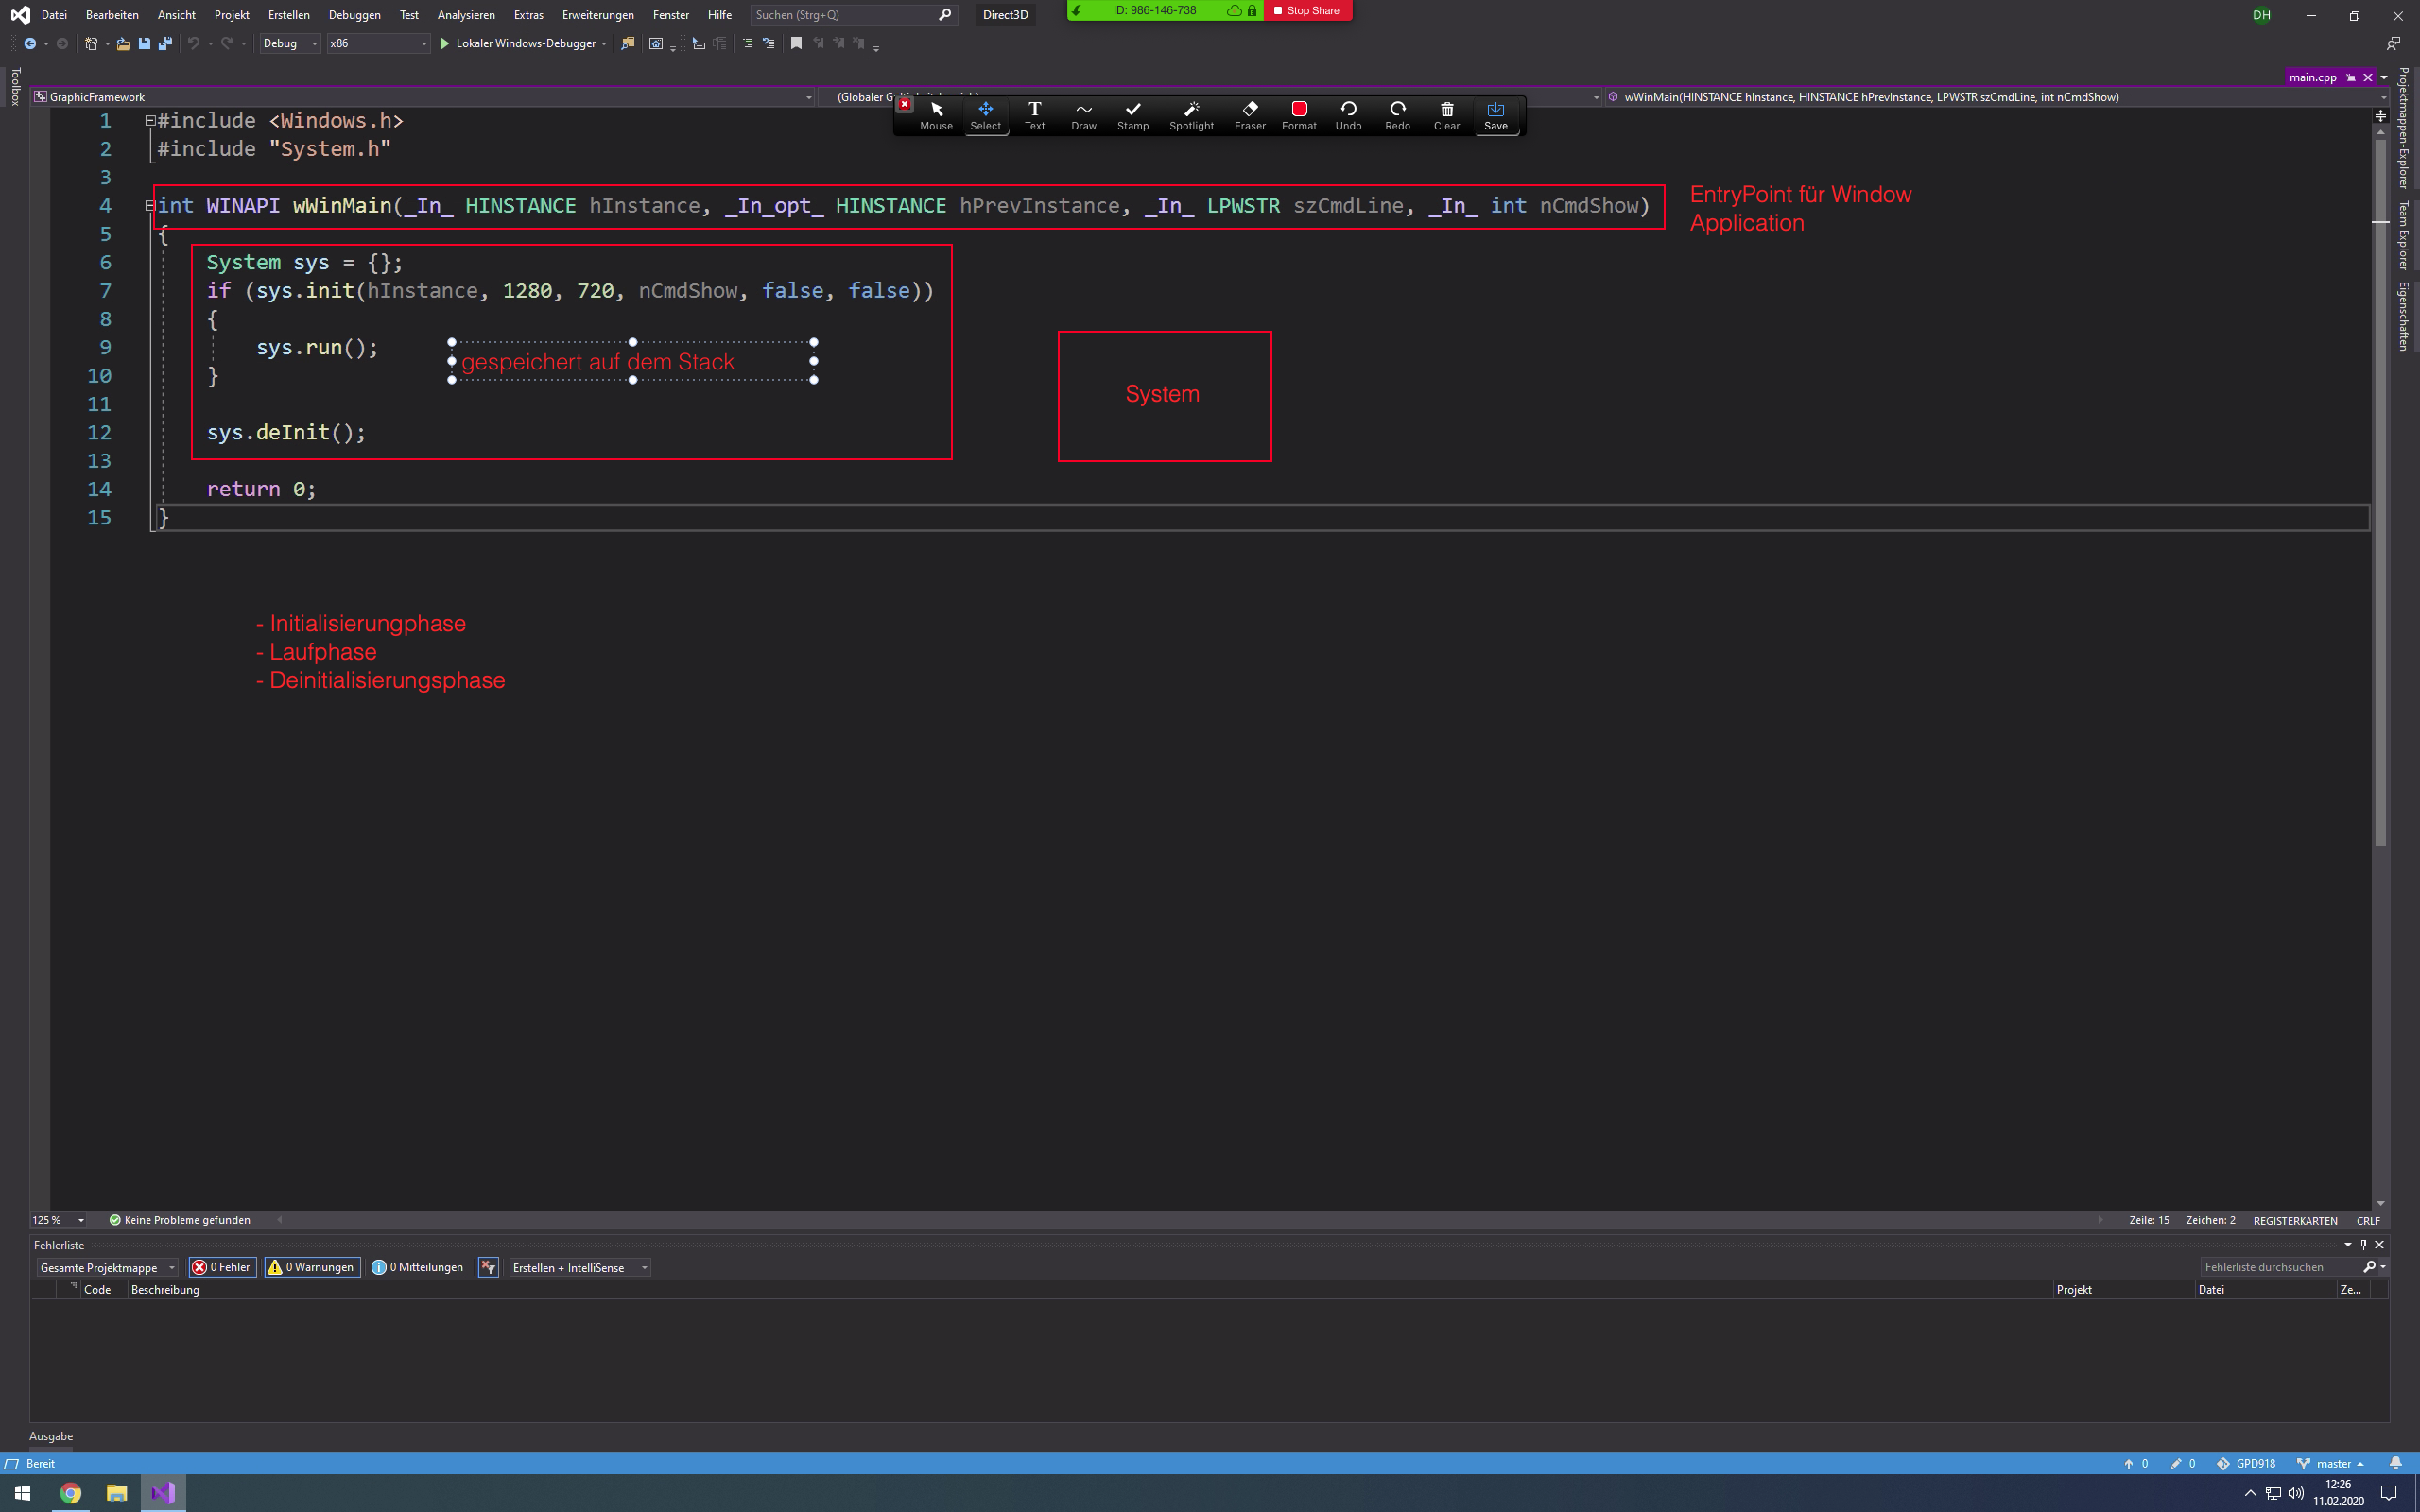 Datei Bearbeiten Ansicht Projekt Erstellen Debuggen Test Analysieren Extras Erweiterungen Fenster Hilfe Suchen (Strg+Q) Direct3D ID: 986-146-738 Stop Share DH
Debug x86 Lokaler Windows-Debugger
Toolbox
main.cpp
GraphicFramework (Globaler wWinMain(HINSTANCE hInstance, HINSTANCE hPrevInstance, LPWSTR szCmdLine, int nCmdShow)
Mouse Select Text Draw Stamp Spotlight Eraser Format Undo Redo Clear Save
Projektmappen-Explorer
Team Explorer
Eigenschaften
1 #include <Windows.h>
2 #include "System.h"
3
4 int WINAPI wWinMain(_In_ HINSTANCE hInstance, _In_opt_ HINSTANCE hPrevInstance, _In_ LPWSTR szCmdLine, _In_ int nCmdShow)
EntryPoint für Window
Application
5 {
6 System sys = {};
7 if (sys.init(hInstance, 1280, 720, nCmdShow, false, false))
8 {
9 sys.run();
gespeichert auf dem Stack
10 }
System
11
12 sys.deInit();
13
14 return 0;
15 }
- Initialisierungphase
- Laufphase
- Deinitialisierungsphase
125 % Keine Probleme gefunden Zeile: 15 Zeichen: 2 REGISTERKARTEN CRLF
Fehlerliste
Gesamte Projektmappe 0 Fehler 0 Warnungen 0 Mitteilungen Erstellen + IntelliSense Fehlerliste durchsuchen
Code Beschreibung Projekt Datei Ze...
Ausgabe
Bereit 0 0 GPD918 master
12:26
11.02.2020